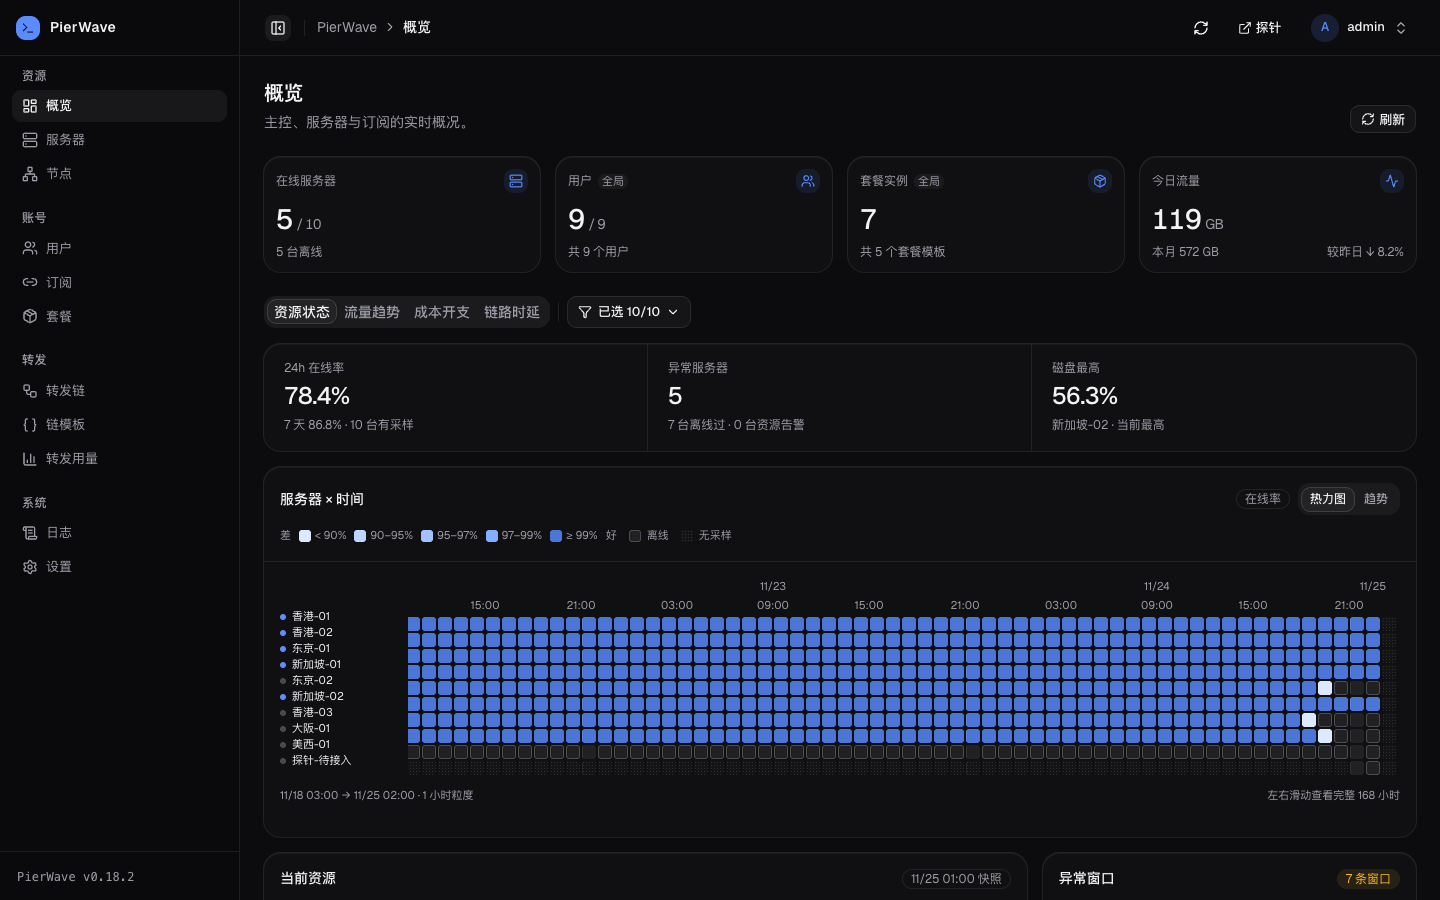 PierWave
资源
概览
服务器
节点
账号
用户
订阅
套餐
转发
转发链
链模板
转发用量
系统
日志
设置
PierWave v0.18.2
PierWave > 概览
探针
A admin
概览
主控、服务器与订阅的实时概况。
刷新
在线服务器
5 / 10
5 台离线
用户 全局
9 / 9
共 9 个用户
套餐实例 全局
7
共 5 个套餐模板
今日流量
119 GB
本月 572 GB 较昨日 ↓ 8.2%
资源状态 流量趋势 成本开支 链路时延
已选 10/10
24h 在线率
78.4%
7 天 86.8% · 10 台有采样
异常服务器
5
7 台离线过 · 0 台资源告警
磁盘最高
56.3%
新加坡-02 · 当前最高
服务器 × 时间
在线率 热力图 趋势
差 < 90% 90–95% 95–97% 97–99% ≥ 99% 好 离线 无采样
11/23 11/24 11/25
15:00 21:00 03:00 09:00 15:00 21:00 03:00 09:00 15:00 21:00
香港-01
香港-02
东京-01
新加坡-01
东京-02
新加坡-02
香港-03
大阪-01
美西-01
探针-待接入
11/18 03:00 → 11/25 02:00 · 1 小时粒度
左右滑动查看完整 168 小时
当前资源
11/25 01:00 快照
异常窗口
7 条窗口